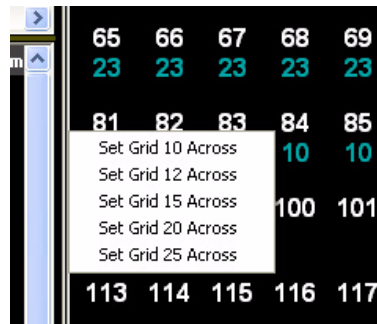 m
65 66 67 68 69
23 23 23 23 23
81 82 83 84 85
10 10
Set Grid 10 Across
Set Grid 12 Across
Set Grid 15 Across
Set Grid 20 Across
Set Grid 25 Across
100 101
113 114 115 116 117